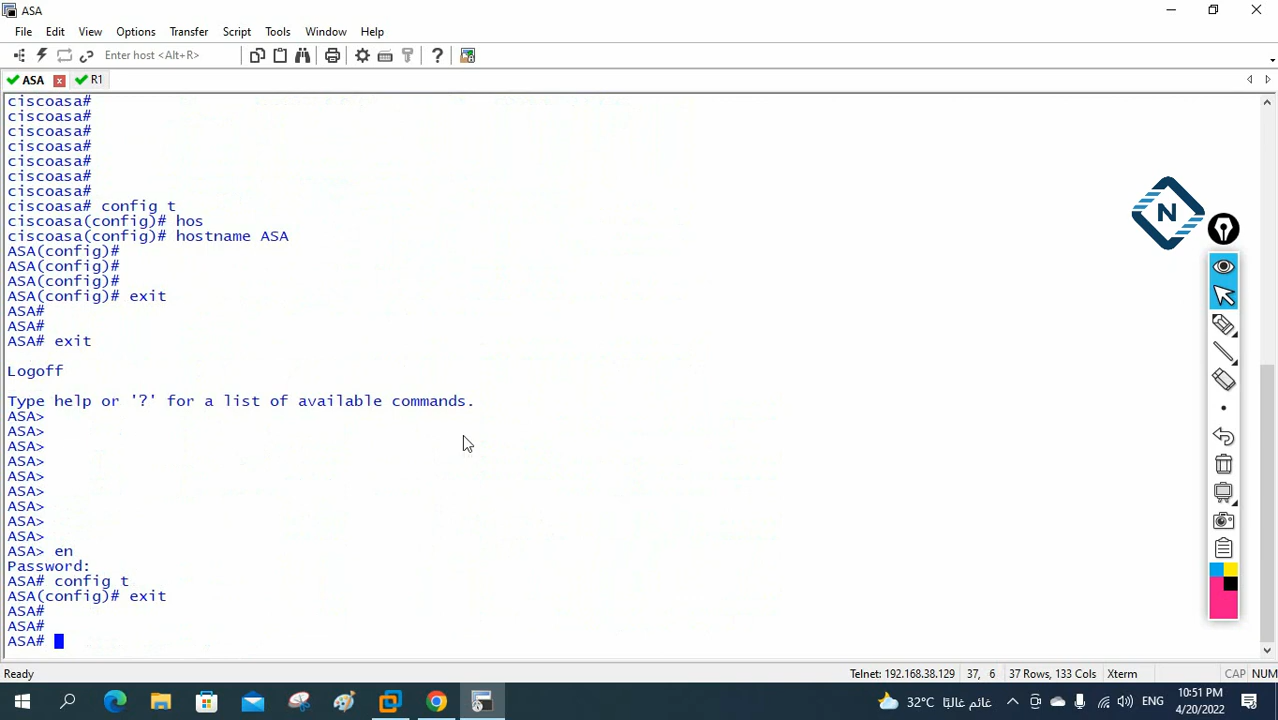 ASA
File Edit View Options Transfer Script Tools Window Help
Enter host <Alt+R>
ASA R1
ciscoasa#
ciscoasa#
ciscoasa#
ciscoasa#
ciscoasa#
ciscoasa#
ciscoasa#
ciscoasa# config t
ciscoasa(config)# hos
ciscoasa(config)# hostname ASA
ASA(config)#
ASA(config)#
ASA(config)#
ASA(config)# exit
ASA#
ASA#
ASA# exit
Logoff
Type help or '?' for a list of available commands.
ASA>
ASA>
ASA>
ASA>
ASA>
ASA>
ASA>
ASA>
ASA>
ASA> en
Password:
ASA# config t
ASA(config)# exit
ASA#
ASA#
ASA#
N
Ready Telnet: 192.168.38.129 37, 6 37 Rows, 133 Cols Xterm CAP NUM
32°C غائم غالبًا ENG 10:51 PM
4/20/2022